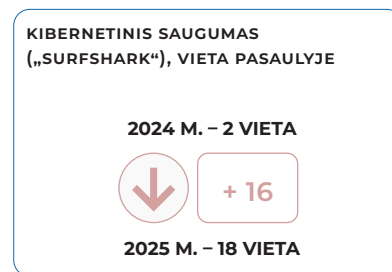 KIBERNETINIS SAUGUMAS
(„SURFSHARK“), VIETA PASAULYJE
2024 M. – 2 VIETA
+ 16
2025 M. – 18 VIETA